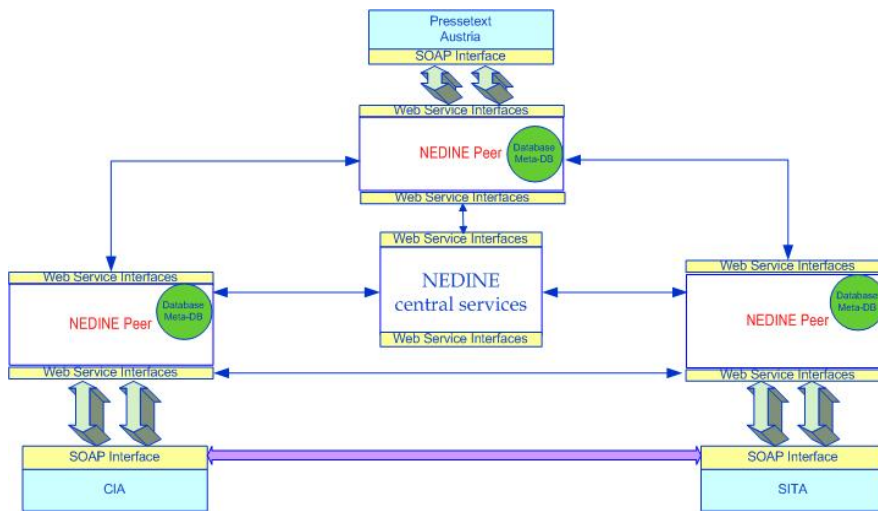 Pressetext
Austria
SOAP Interface
Web Service Interfaces
NEDINE Peer
Database
Meta-DB
Web Service Interfaces
Web Service Interfaces
NEDINE
central services
Web Service Interfaces
Web Service Interfaces
NEDINE Peer
Database
Meta-DB
Web Service Interfaces
Web Service Interfaces
NEDINE Peer
Database
Meta-DB
Web Service Interfaces
SOAP Interface
CIA
SOAP Interface
SITA